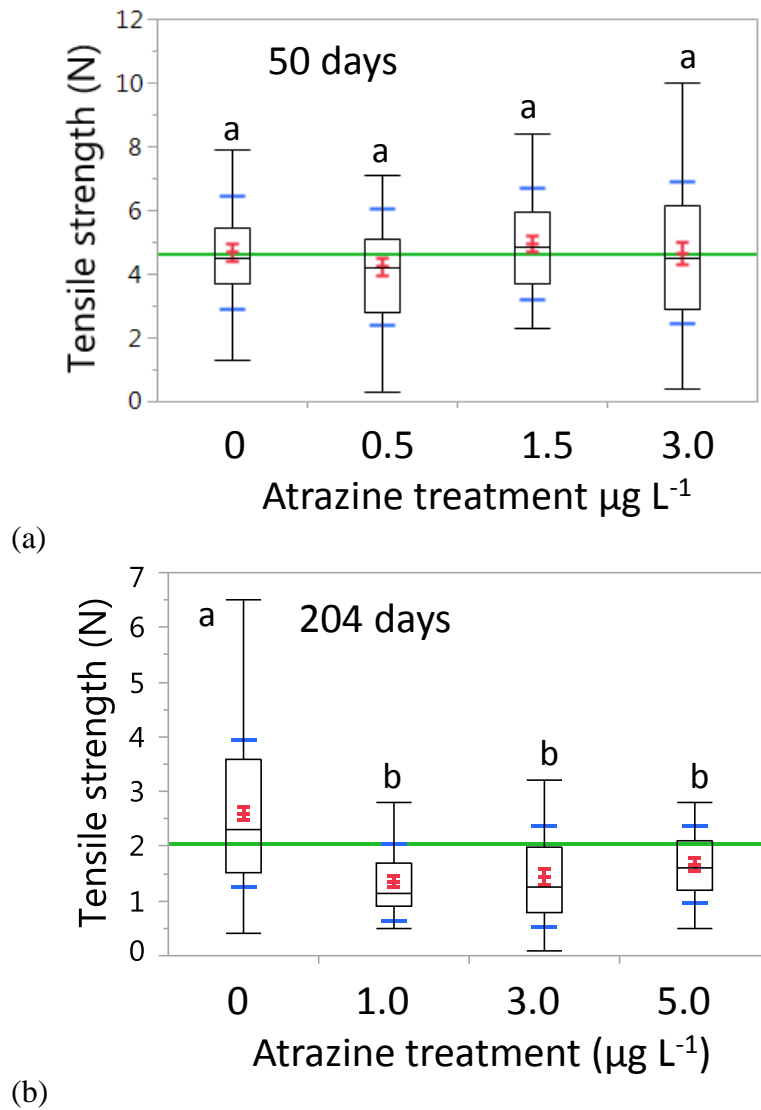 50 days
Tensile strength (N)
12
10
8
6
4
2
0
a a a a
0 0.5 1.5 3.0
Atrazine treatment µg L-1
(a)
204 days
Tensile strength (N)
7
6
5
4
3
2
1
0
a b b b
0 1.0 3.0 5.0
Atrazine treatment (µg L-1)
(b)